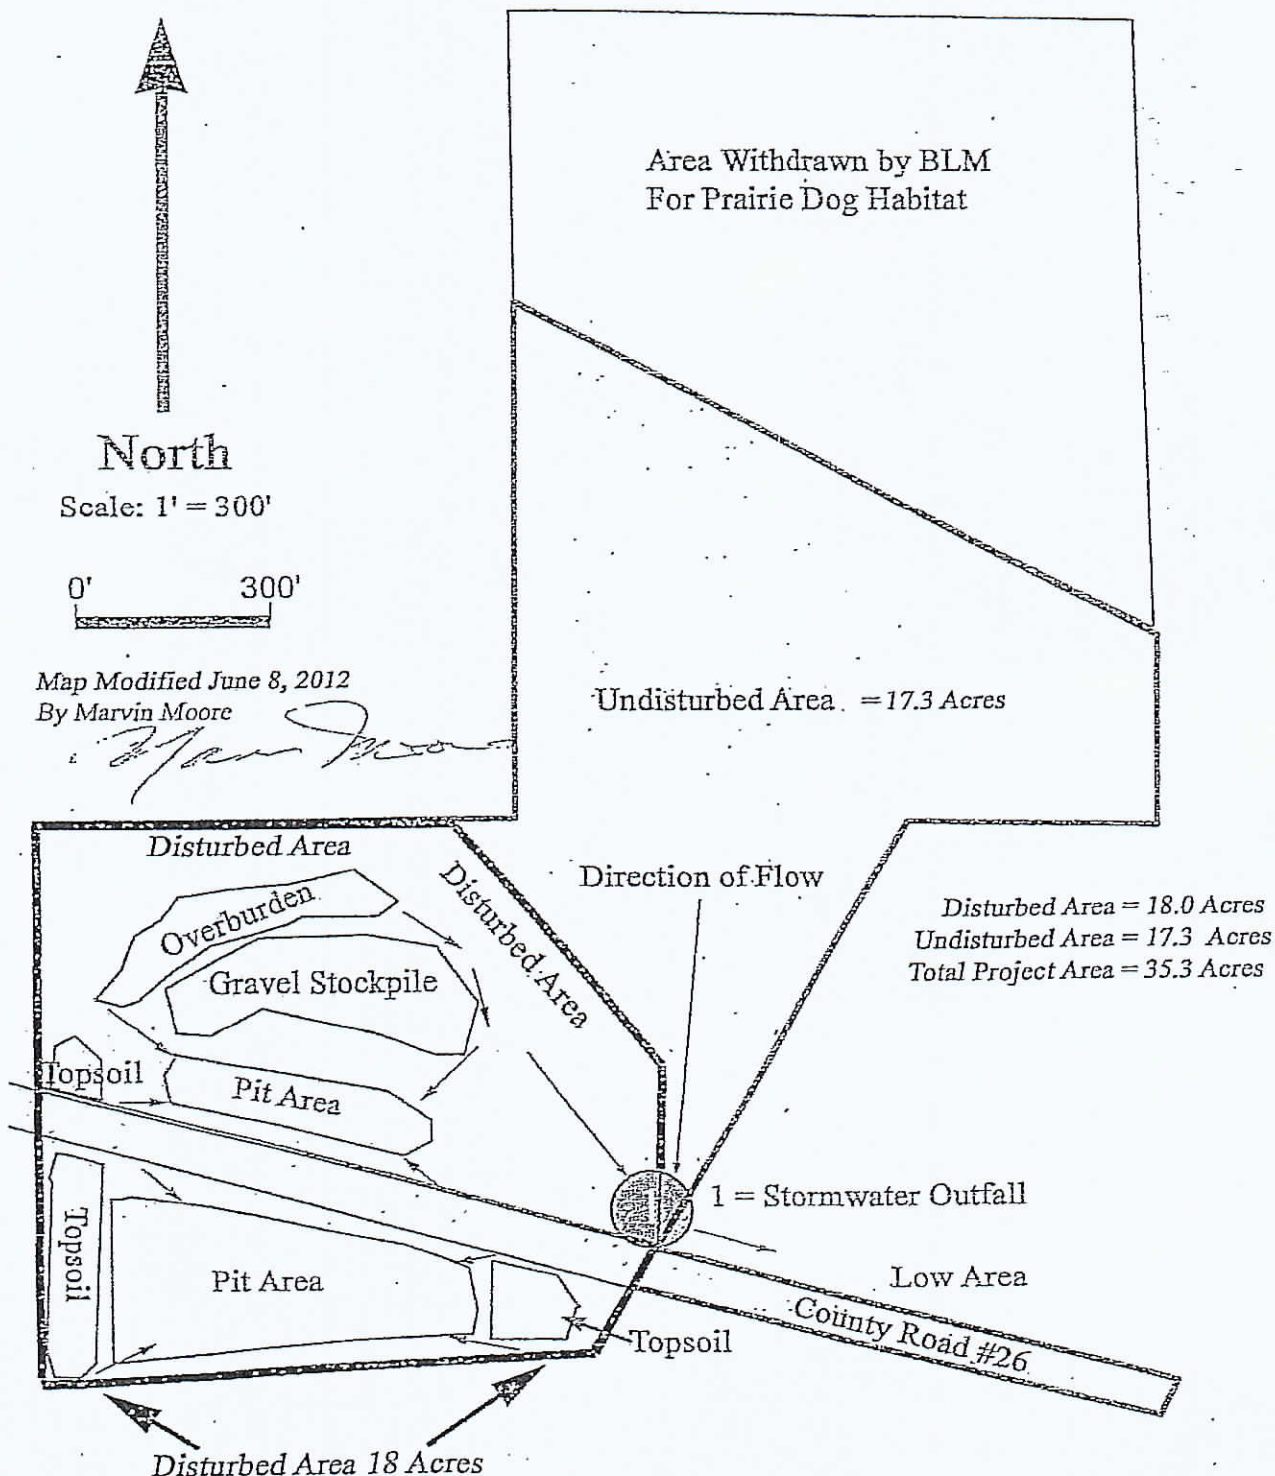 Area Withdrawn by BLM
For Prairie Dog Habitat
North
Scale: 1' = 300'
0' 300'
Map Modified June 8, 2012
By Marvin Moore
Undisturbed Area = 17.3 Acres
Disturbed Area
Disturbed Area
Direction of Flow
Overburden
Gravel Stockpile
Disturbed Area = 18.0 Acres
Undisturbed Area = 17.3 Acres
Total Project Area = 35.3 Acres
Topsoil
Pit Area
1
1 = Stormwater Outfall
Topsoil
Pit Area
Low Area
County Road #26
Topsoil
Disturbed Area 18 Acres